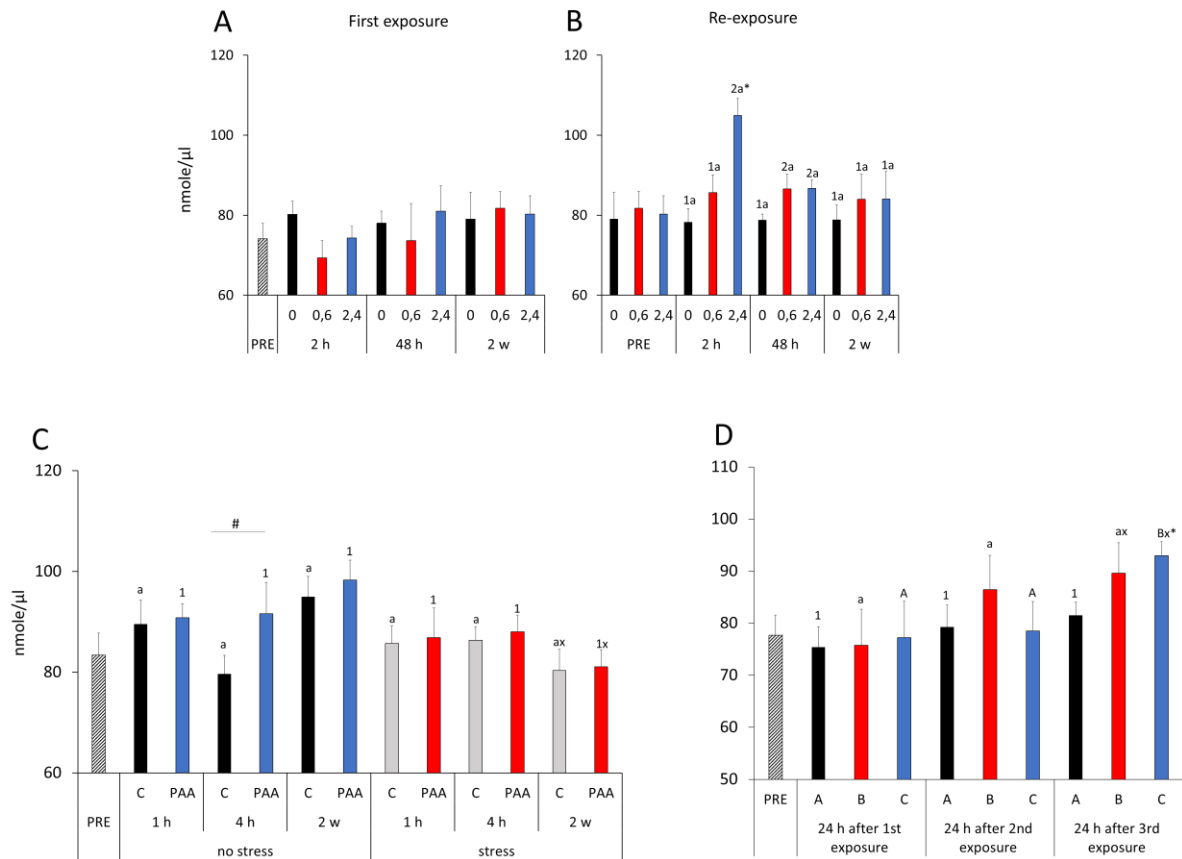 A
First exposure
B
Re-exposure
nmole/µl
120
100
80
60
0 0,6 2,4 0 0,6 2,4 0 0,6 2,4
PRE 2 h 48 h 2 w
120
100
80
60
1a 1a 2a* 1a 2a 2a 1a 1a 1a
0 0,6 2,4 0 0,6 2,4 0 0,6 2,4 0 0,6 2,4
PRE 2 h 48 h 2 w
C
nmole/µl
120
100
80
60
#
a 1 a 1 a 1 a 1 a 1 ax 1x
C PAA C PAA C PAA C PAA C PAA C PAA
PRE 1 h 4 h 2 w 1 h 4 h 2 w
no stress stress
D
110
100
90
80
70
60
50
1 a A 1 a A 1 ax Bx*
PRE A B C A B C A B C
24 h after 1st 24 h after 2nd 24 h after 3rd
exposure exposure exposure